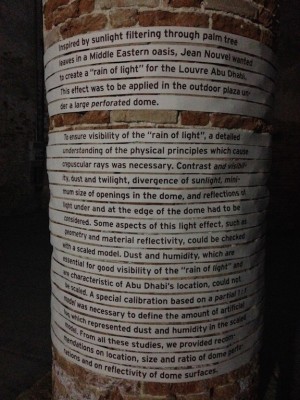 Inspired by sunlight filtering through palm tree
leaves in a Middle Eastern oasis, Jean Nouvel wanted
to create a "rain of light" for the Louvre Abu Dhabi.
This effect was to be applied in the outdoor plaza un-
der a large perforated dome.
To ensure visibility of the "rain of light", a detailed
understanding of the physical principles which cause
crepuscular rays was necessary. Contrast and visibili-
ty, dust and twilight, divergence of sunlight, mini-
mum size of openings in the dome, and reflections of
light under and at the edge of the dome had to be
considered. Some aspects of this light effect, such as
geometry and material reflectivity, could be checked
with a scaled model. Dust and humidity, which are
essential for good visibility of the "rain of light" and
are characteristic of Abu Dhabi's location, could not
be scaled. A special calibration based on a partial 1:1
model was necessary to define the amount of artificial
which represented dust and humidity in the scaled
model. From all these studies, we provided recom-
mendations on location, size and ratio of dome perfo-
rations and on reflectivity of dome surfaces.